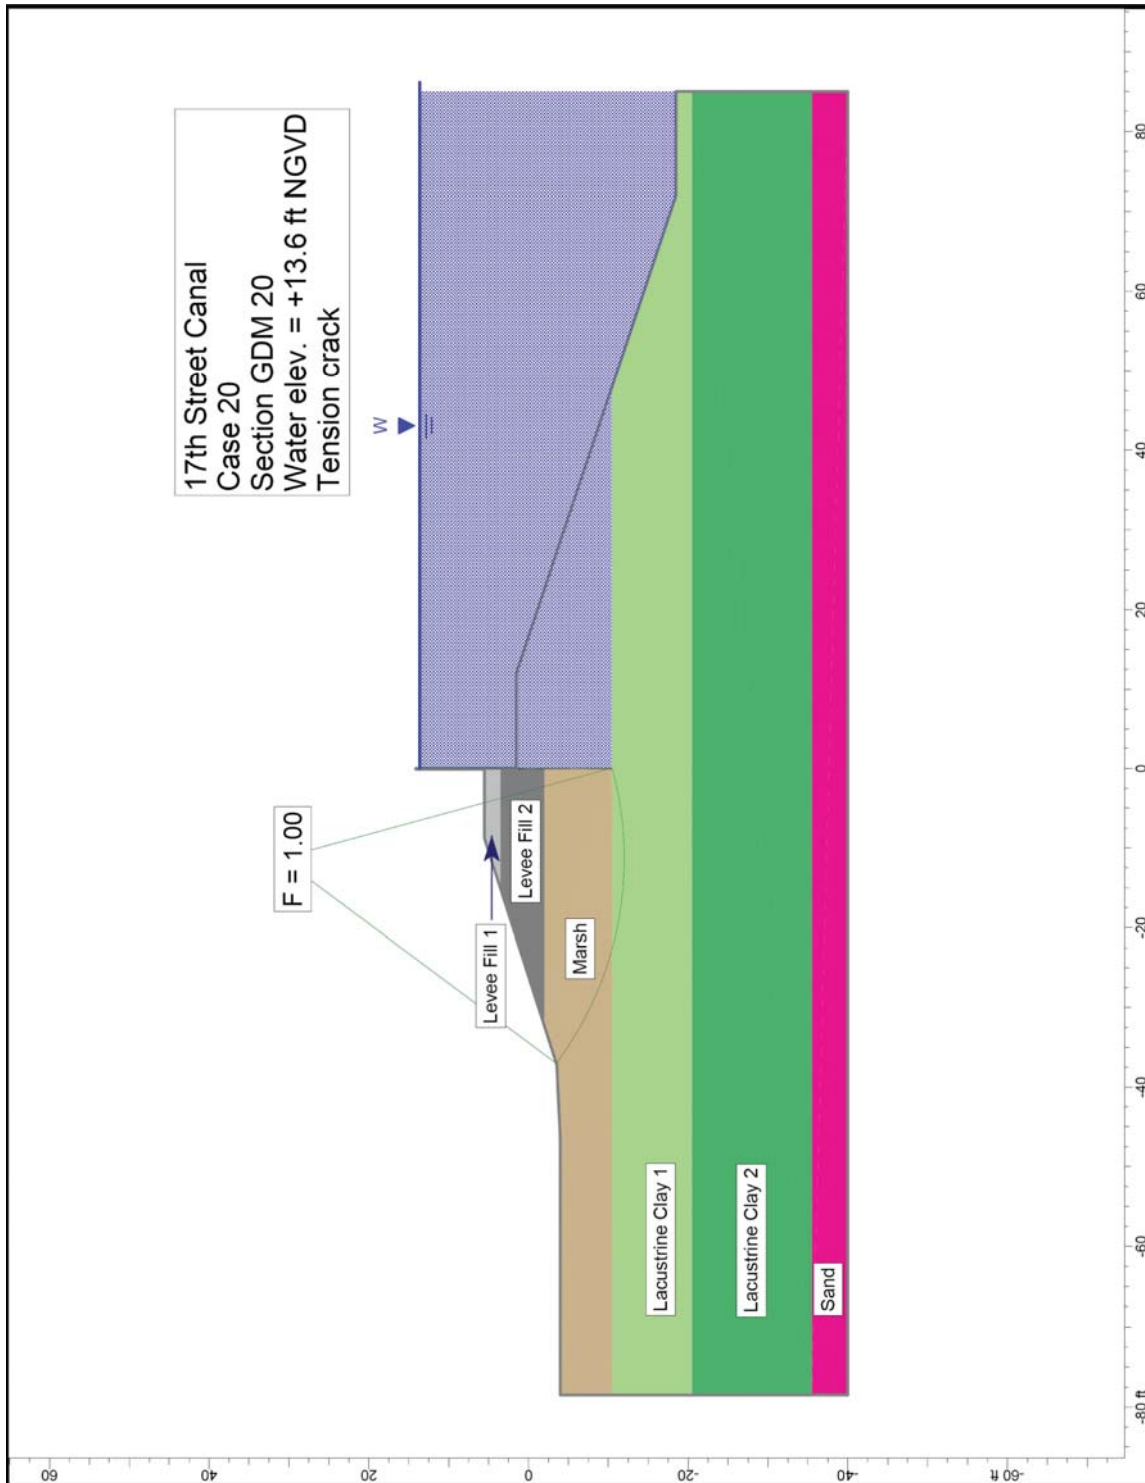 17th Street Canal
Case 20
Section GDM 20
Water elev. = +13.6 ft NGVD
Tension crack
W
F = 1.00
Levee Fill 1
Levee Fill 2
Marsh
Lacustrine Clay 1
Lacustrine Clay 2
Sand
60
40
20
0
-20
-40
-60 ft
-80 ft
-60
-40
-20
0
20
40
60
80